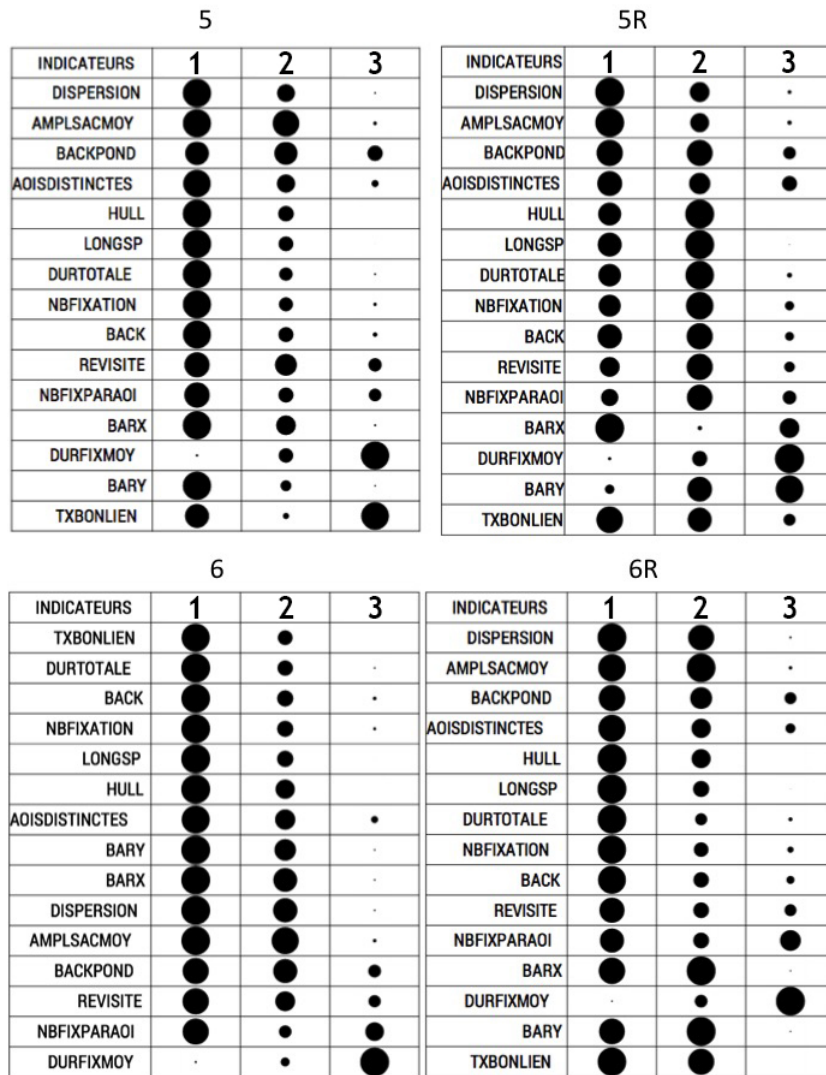 5
INDICATEURS 1 2 3
DISPERSION
AMPLSACMOY
BACKPOND
AOISDISTINCTES
HULL
LONGSP
DURTOTALE
NBFIXATION
BACK
REVISITE
NBFIXPARAOI
BARX
DURFIXMOY
BARY
TXBONLIEN
5R
INDICATEURS 1 2 3
DISPERSION
AMPLSACMOY
BACKPOND
AOISDISTINCTES
HULL
LONGSP
DURTOTALE
NBFIXATION
BACK
REVISITE
NBFIXPARAOI
BARX
DURFIXMOY
BARY
TXBONLIEN
6
INDICATEURS 1 2 3
TXBONLIEN
DURTOTALE
BACK
NBFIXATION
LONGSP
HULL
AOISDISTINCTES
BARY
BARX
DISPERSION
AMPLSACMOY
BACKPOND
REVISITE
NBFIXPARAOI
DURFIXMOY
6R
INDICATEURS 1 2 3
DISPERSION
AMPLSACMOY
BACKPOND
AOISDISTINCTES
HULL
LONGSP
DURTOTALE
NBFIXATION
BACK
REVISITE
NBFIXPARAOI
BARX
DURFIXMOY
BARY
TXBONLIEN